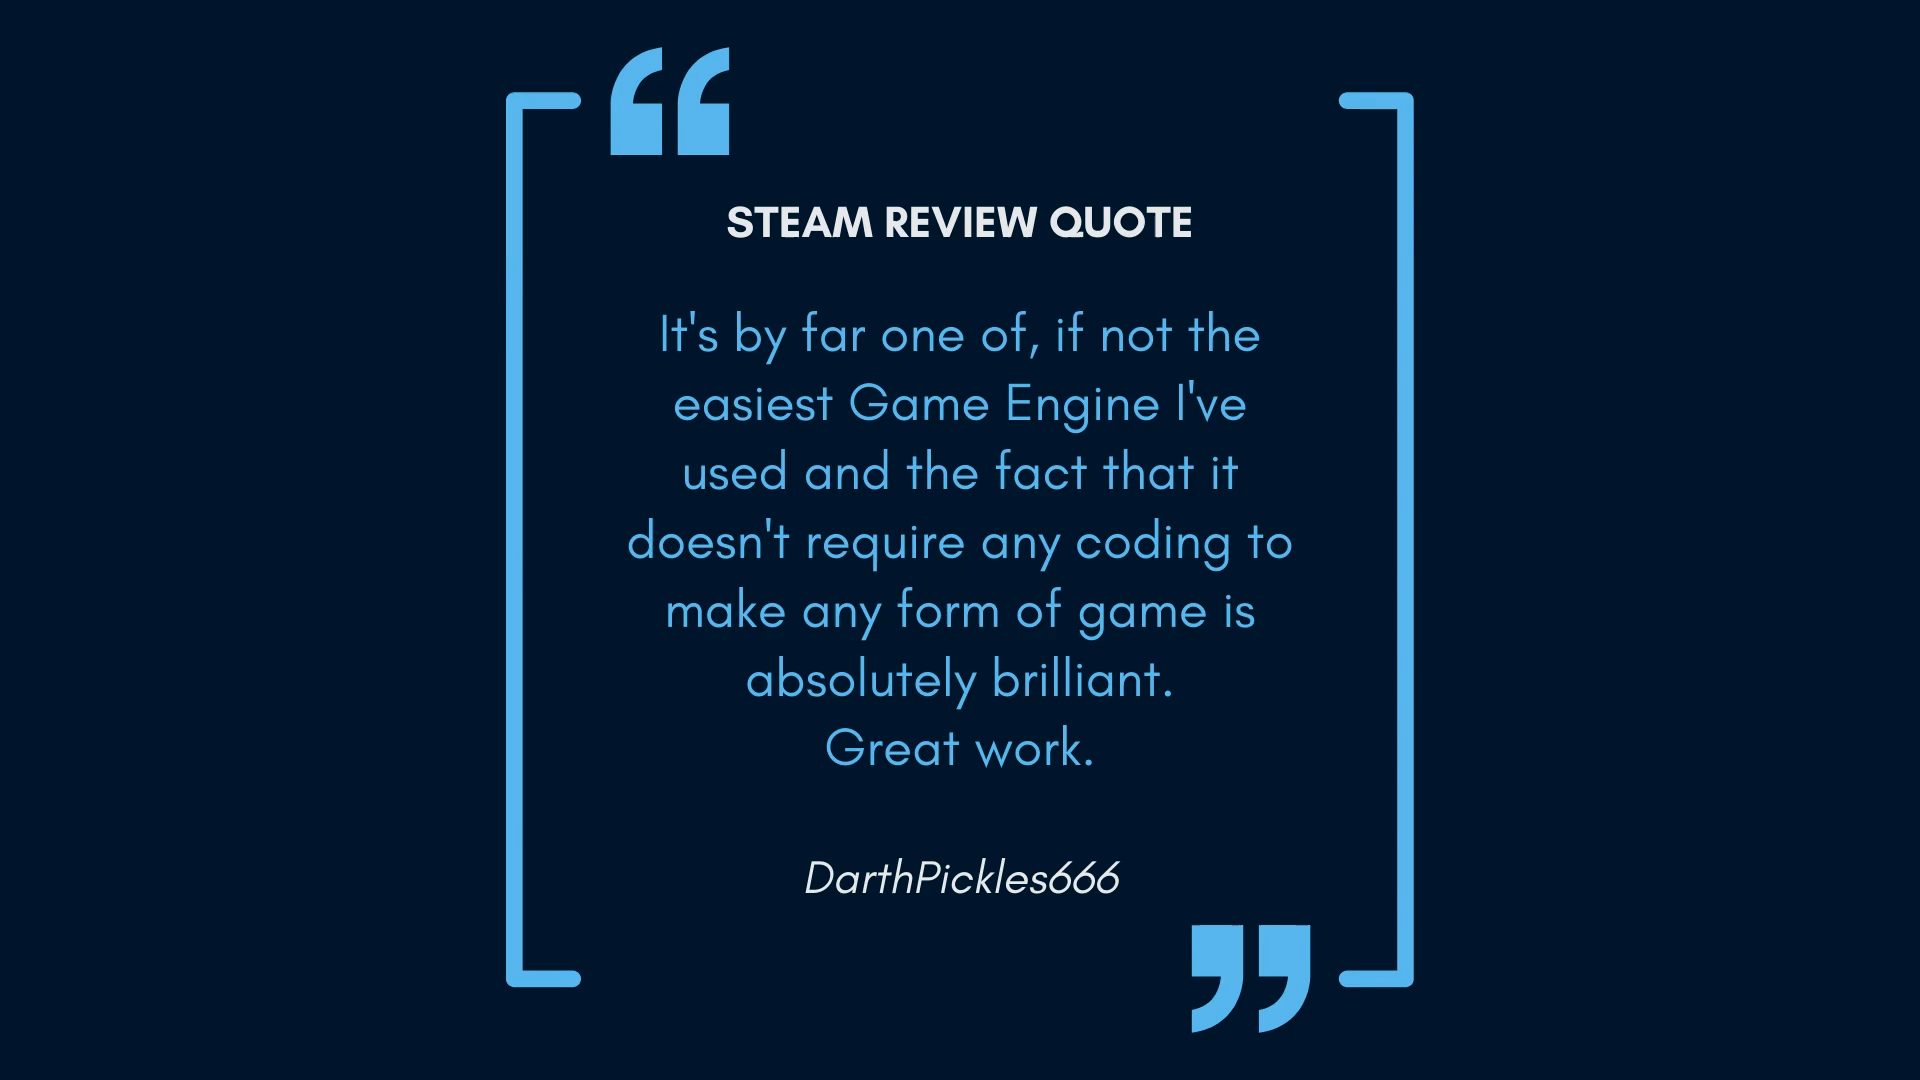 STEAM REVIEW QUOTE
It's by far one of, if not the
easiest Game Engine I've
used and the fact that it
doesn't require any coding to
make any form of game is
absolutely brilliant.
Great work.
DarthPickles666